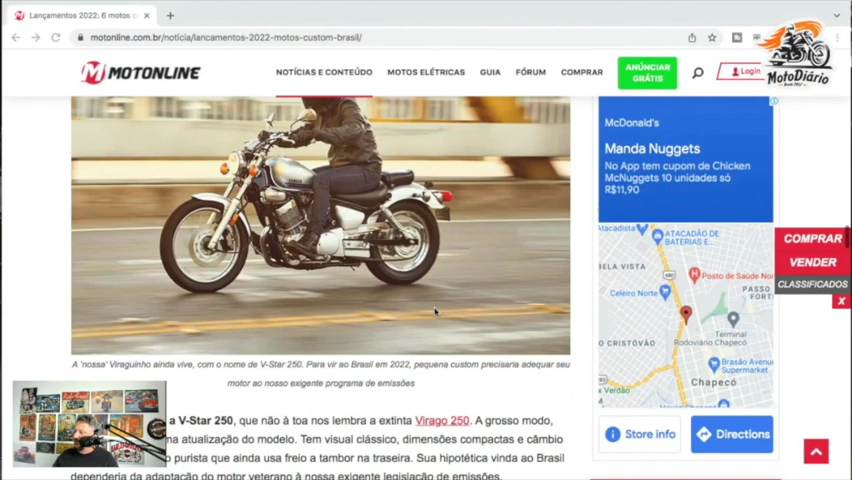 Lançamentos 2022: 6 motos c
motonline.com.br/notícia/lancamentos-2022-motos-custom-brasil/
MOTONLINE
NOTÍCIAS E CONTEÚDO
MOTOS ELÉTRICAS
GUIA
FÓRUM
COMPRAR
ANÚNCIAR
GRÁTIS
Login
MotoDiário
McDonald's
Manda Nuggets
No App tem cupom de Chicken
McNuggets 10 unidades só
R$11,90
ATACADÃO DE
BATERIAS E...
Atacadista
BELA VISTA
Posto de Saúde No
Celeiro Norte
PASSO
FORT
CRISTÓVÃO
Terminal
Rodoviário Chapecó
Brasão Avenu
Supermarket
Chapecó
x Verdes
Store info
Directions
COMPRAR
VENDER
CLASSIFICADOS
X
A 'nossa' Viraguinho ainda vive, com o nome de V-Star 250. Para vir ao Brasil em 2022, pequena custom precisaria adequar seu
motor ao nosso exigente programa de emissões
a V-Star 250, que não à toa nos lembra a extinta Virago 250. A grosso modo,
na atualização do modelo. Tem visual clássico, dimensões compactas e câmbio
o purista que ainda usa freio a tambor na traseira. Sua hipotética vinda ao Brasil
dependeria da adaptação do motor veterano à nossa exigente legislação de emissões.